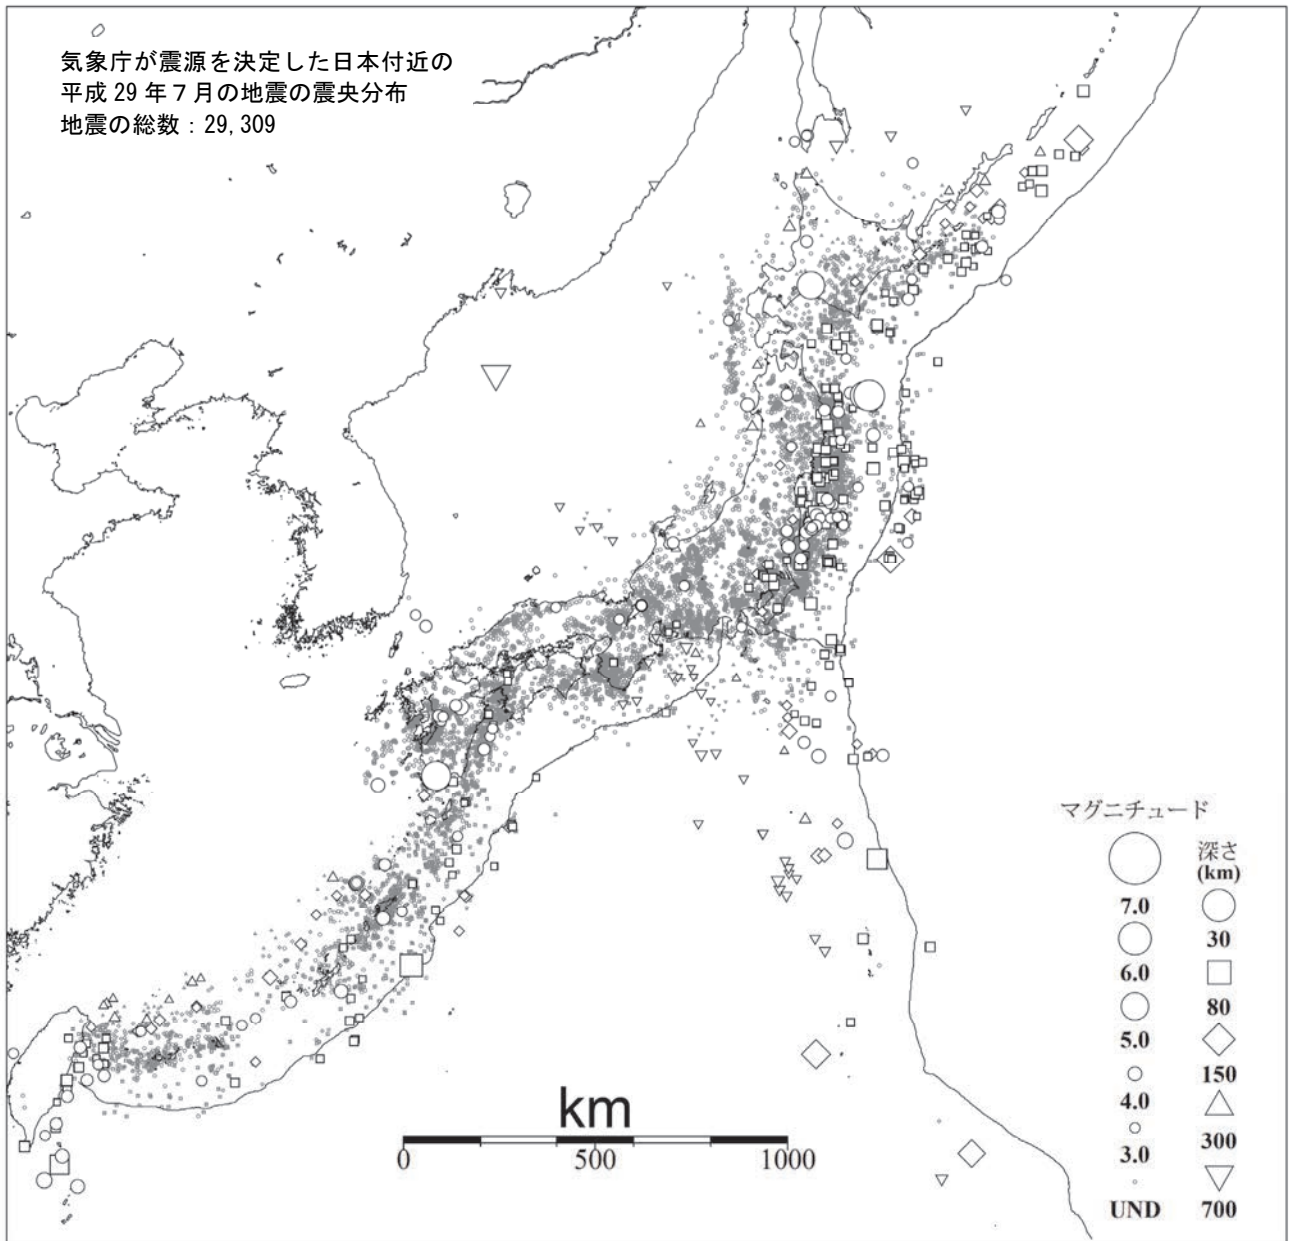 気象庁が震源を決定した日本付近の
平成 29 年７月の地震の震央分布
地震の総数：29,309
マグニチュード
深さ
(km)
7.0
30
6.0
80
5.0
150
4.0
300
3.0
UND 700
km
0 500 1000